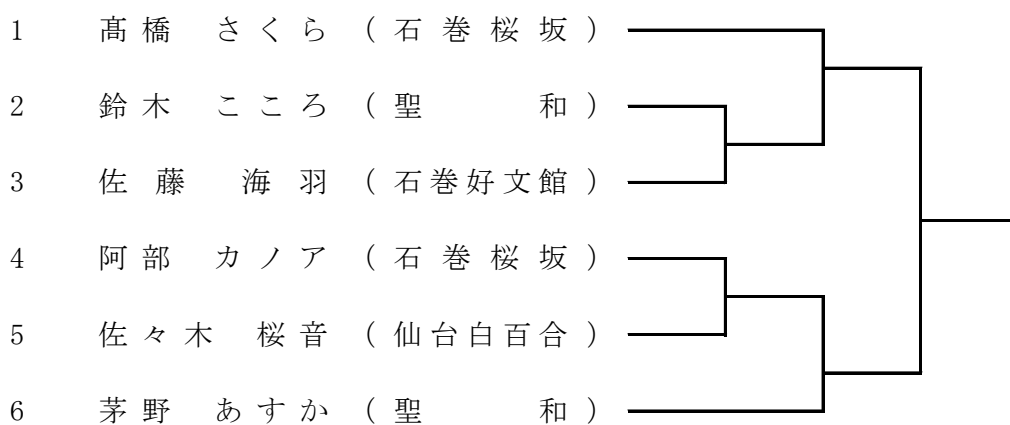 1 髙橋 さくら (石巻桜坂)
2 鈴木 こころ (聖 和)
3 佐藤 海羽 (石巻好文館)
4 阿部 カノア (石巻桜坂)
5 佐々木 桜音 (仙台白百合)
6 茅野 あすか (聖 和)